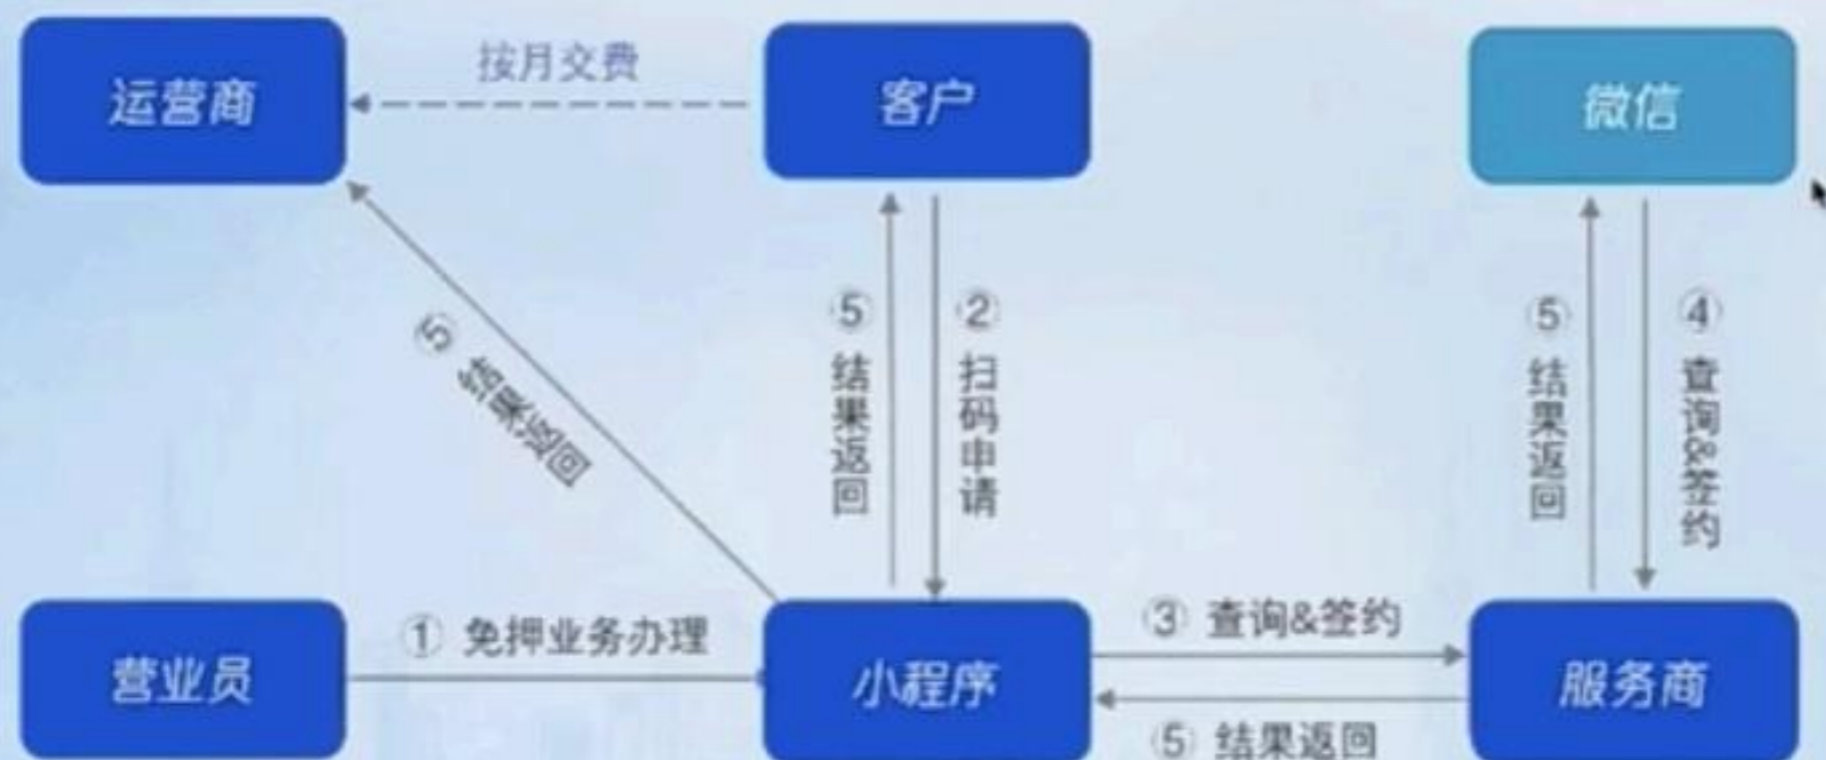 运营商
按月交费
客户
微信
⑤ 结果返回
⑤ 结果返回
② 扫码申请
⑤ 结果返回
④ 查询&签约
营业员
① 免押业务办理
小程序
③ 查询&签约
⑤ 结果返回
服务商